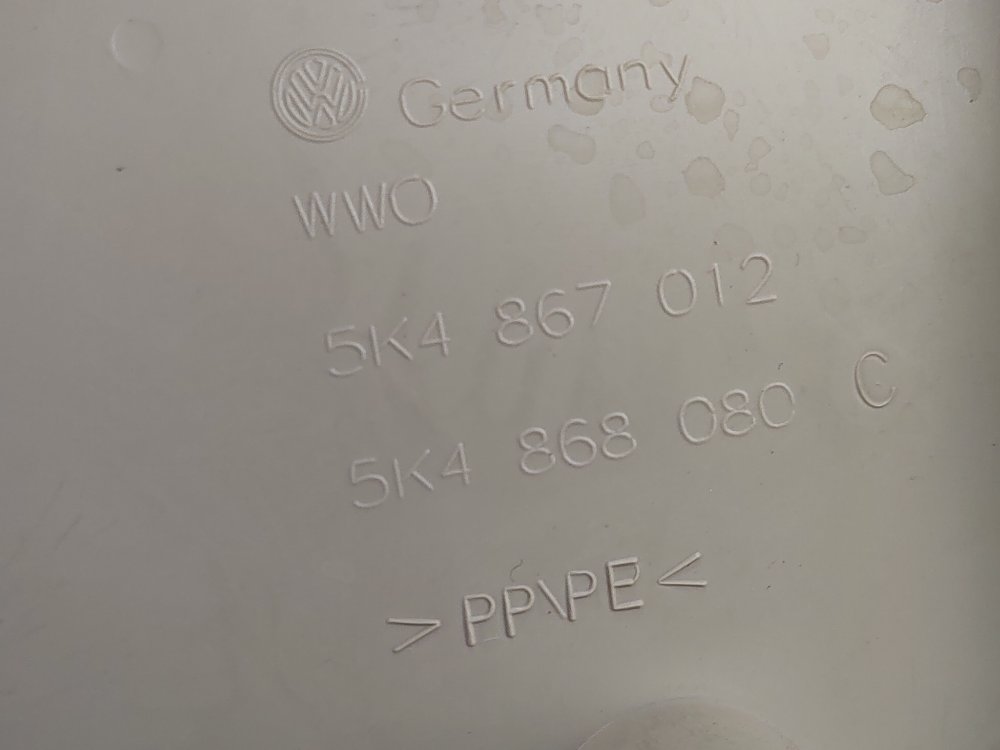 Germany
WWO
5K4 867 012
5K4 868 080 C
>PP\PE<